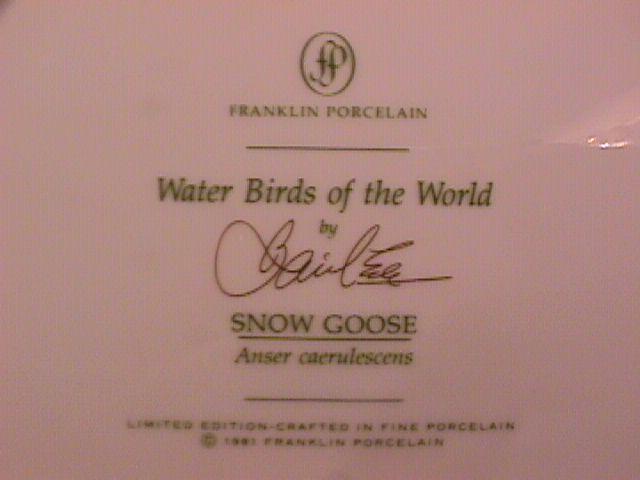 fp
FRANKLIN PORCELAIN
Water Birds of the World
by
SNOW GOOSE
Anser caerulescens
LIMITED EDITION-CRAFTED IN FINE PORCELAIN
© 1981 FRANKLIN PORCELAIN